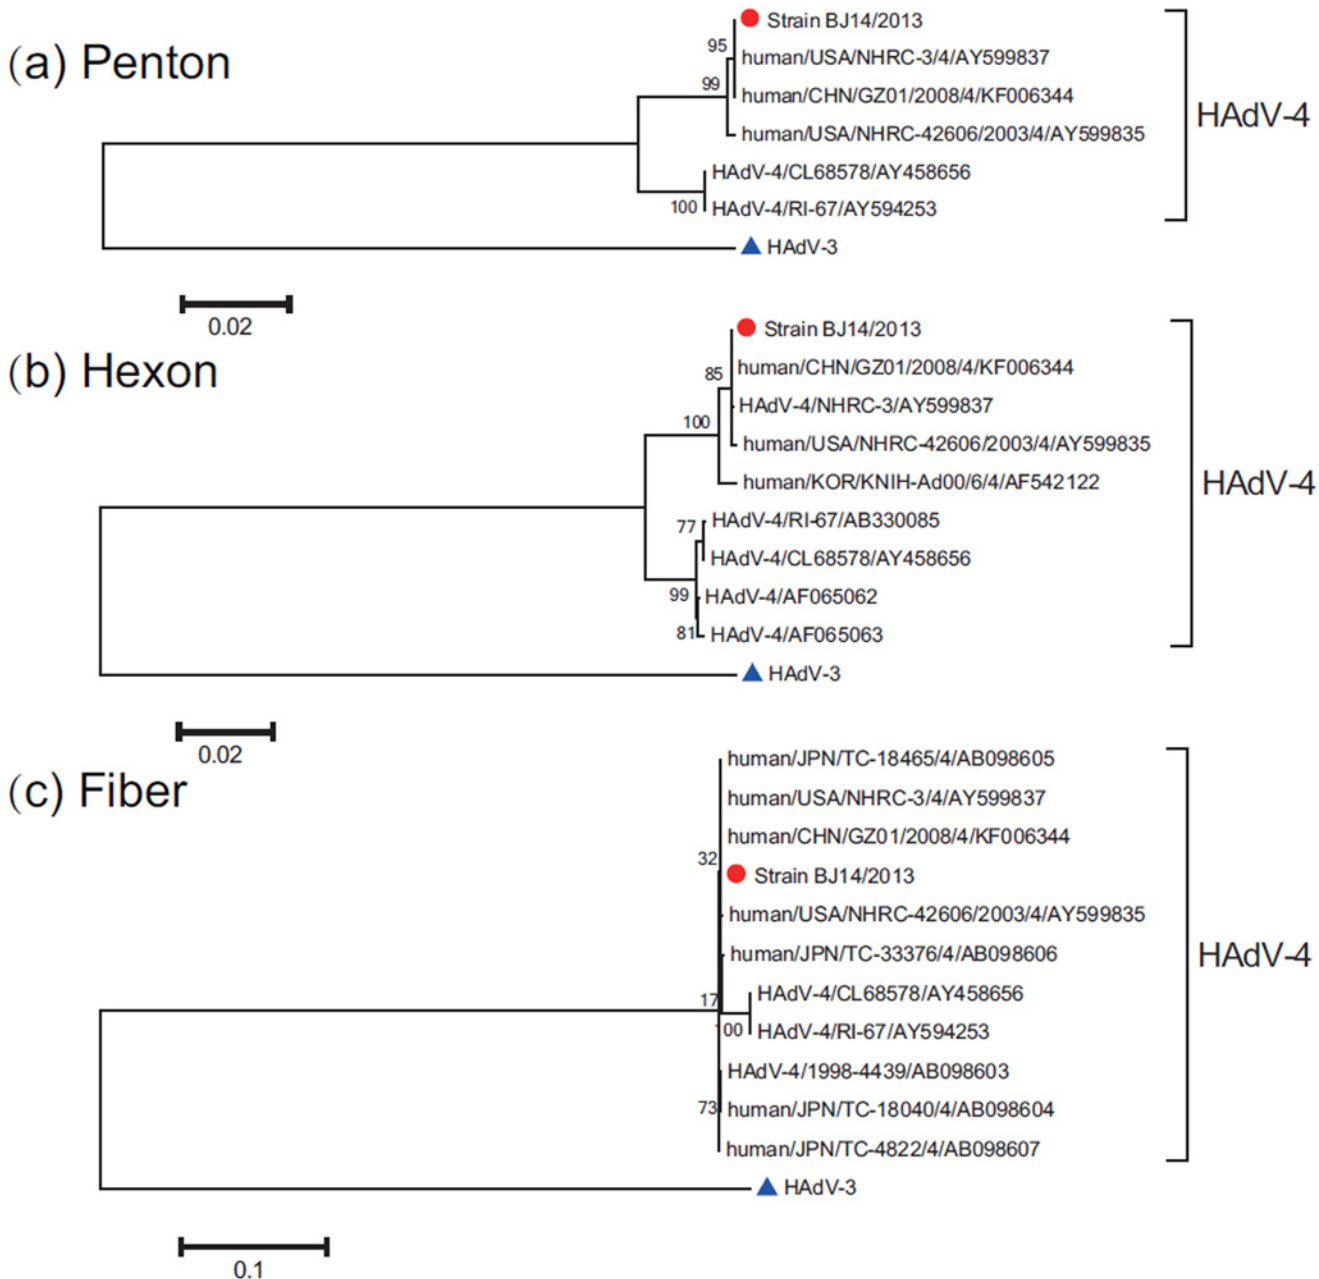 (a) Penton
Strain BJ14/2013
95
human/USA/NHRC-3/4/AY599837
99
human/CHN/GZ01/2008/4/KF006344
human/USA/NHRC-42606/2003/4/AY599835
HAdV-4/CL68578/AY458656
100
HAdV-4/RI-67/AY594253
HAdV-4
HAdV-3
0.02
(b) Hexon
Strain BJ14/2013
85
human/CHN/GZ01/2008/4/KF006344
HAdV-4/NHRC-3/AY599837
100
human/USA/NHRC-42606/2003/4/AY599835
human/KOR/KNIH-Ad00/6/4/AF542122
77
HAdV-4/RI-67/AB330085
HAdV-4/CL68578/AY458656
99
HAdV-4/AF065062
81
HAdV-4/AF065063
HAdV-4
HAdV-3
0.02
(c) Fiber
human/JPN/TC-18465/4/AB098605
human/USA/NHRC-3/4/AY599837
human/CHN/GZ01/2008/4/KF006344
32
Strain BJ14/2013
human/USA/NHRC-42606/2003/4/AY599835
human/JPN/TC-33376/4/AB098606
17
HAdV-4/CL68578/AY458656
100
HAdV-4/RI-67/AY594253
HAdV-4/1998-4439/AB098603
73
human/JPN/TC-18040/4/AB098604
human/JPN/TC-4822/4/AB098607
HAdV-4
HAdV-3
0.1